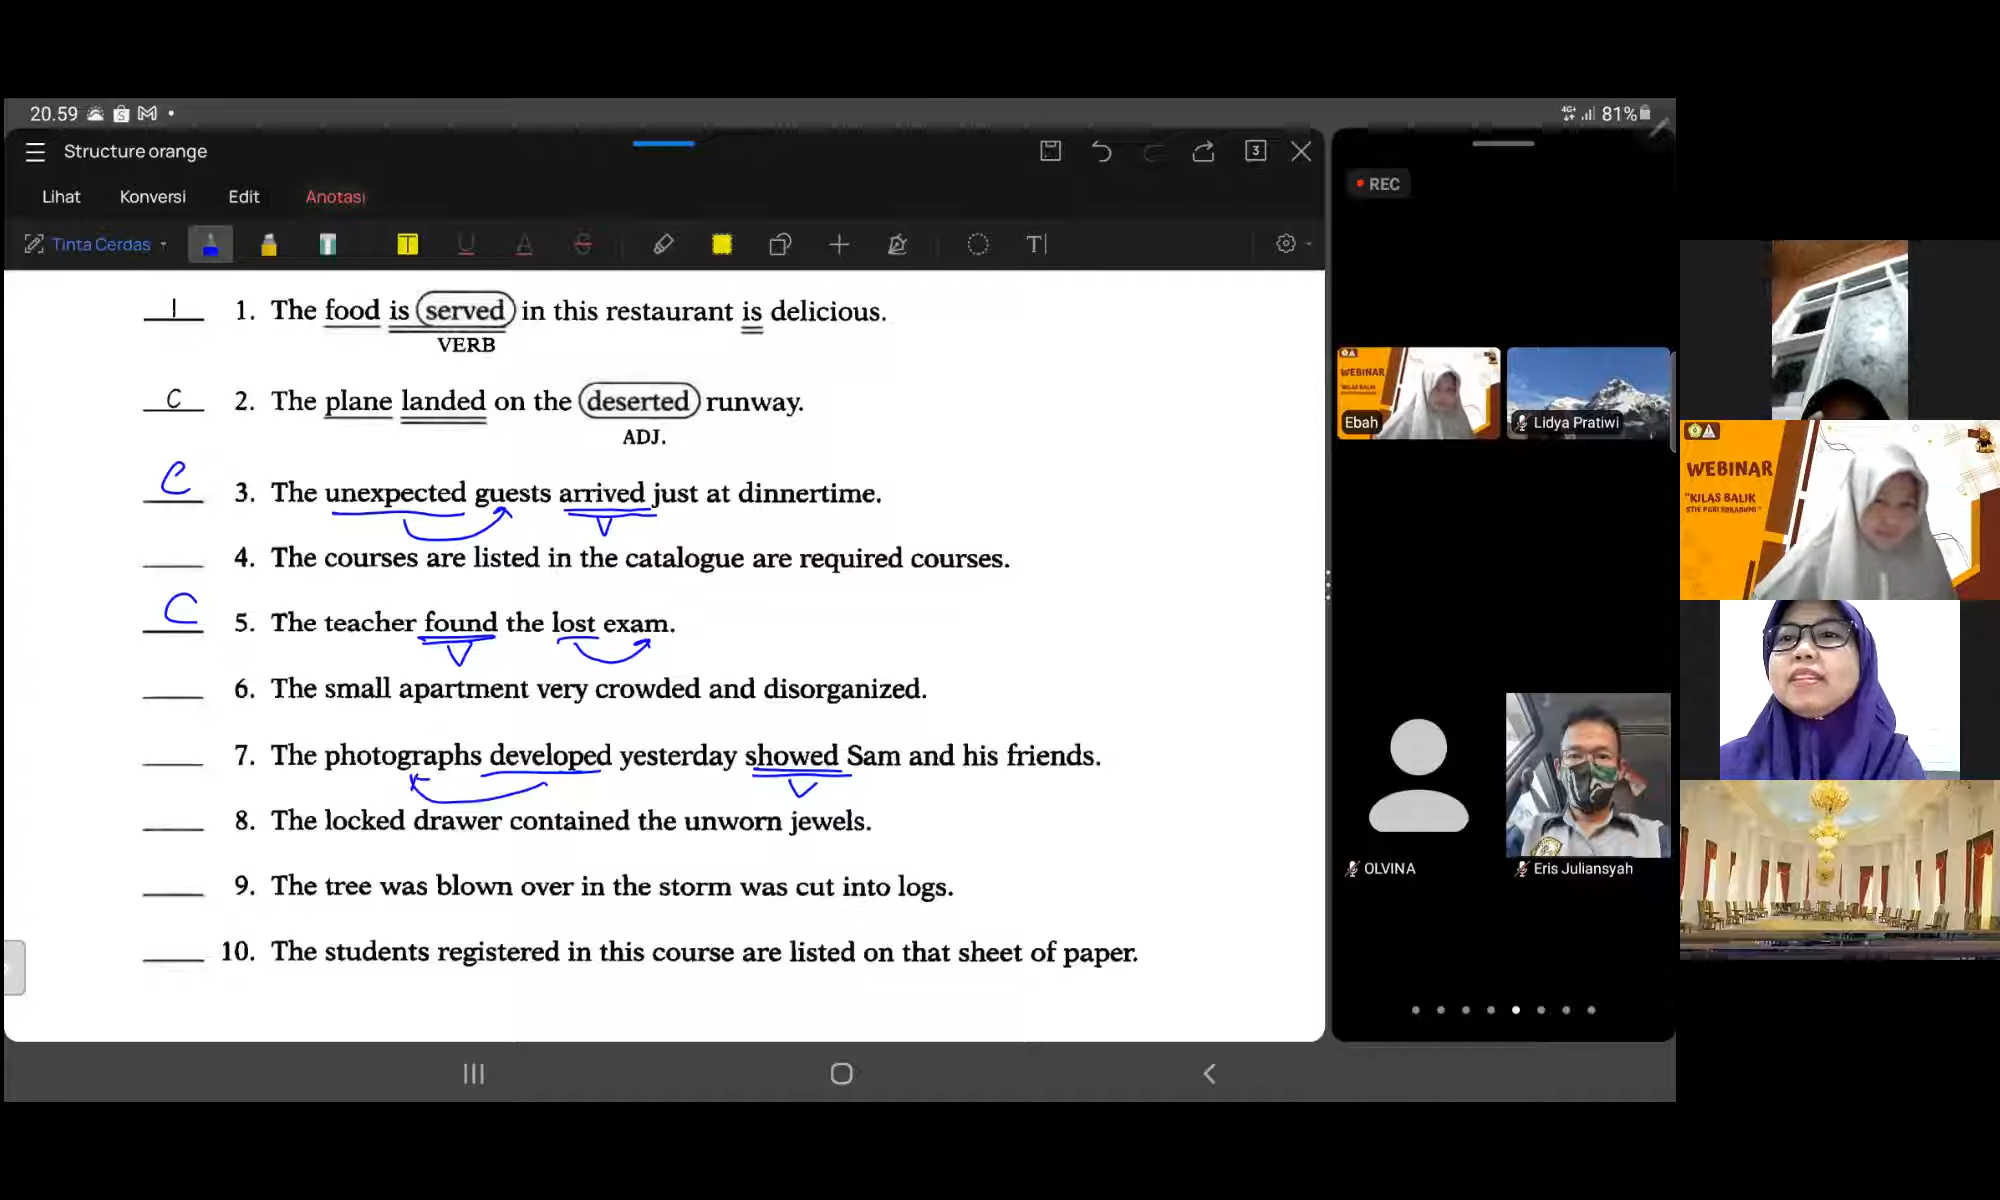 20.59
81%
Structure orange
3
Lihat Konversi Edit Anotasi
Tinta Cerdas
T
U
A
S
T
REC
I 1. The food is served in this restaurant is delicious.
VERB
C 2. The plane landed on the deserted runway.
ADJ.
C 3. The unexpected guests arrived just at dinnertime.
V
4. The courses are listed in the catalogue are required courses.
C 5. The teacher found the lost exam.
V
6. The small apartment very crowded and disorganized.
7. The photographs developed yesterday showed Sam and his friends.
V
8. The locked drawer contained the unworn jewels.
9. The tree was blown over in the storm was cut into logs.
10. The students registered in this course are listed on that sheet of paper.
WEBINAR
Ebah
Lidya Pratiwi
OLVINA
Eris Juliansyah
WEBINAR
"KILAS BALIK
STIE PGRI SUKABUMI"